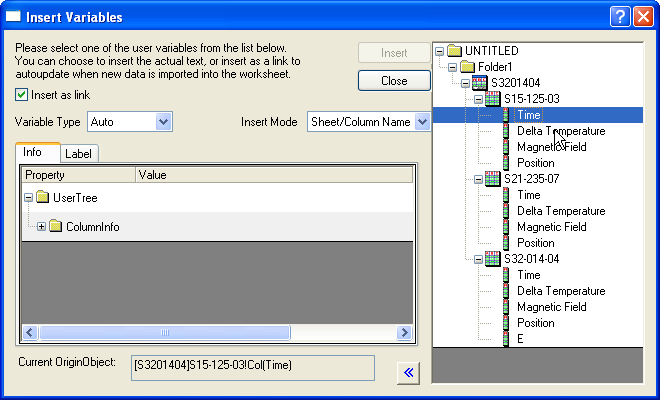 Insert Variables
Please select one of the user variables from the list below.
You can choose to insert the actual text, or insert as a link to
autoupdate when new data is imported into the worksheet.
Insert
Close
Insert as link
Variable Type
Auto
Insert Mode
Sheet/Column Name
Info
Label
Property
Value
UserTree
ColumnInfo
Current OriginObject:
[S3201404]S15-125-03!Col(Time)
UNTITLED
Folder1
S3201404
S15-125-03
Time
Delta Temperature
Magnetic Field
Position
S21-235-07
Time
Delta Temperature
Magnetic Field
Position
S32-014-04
Time
Delta Temperature
Magnetic Field
Position
E